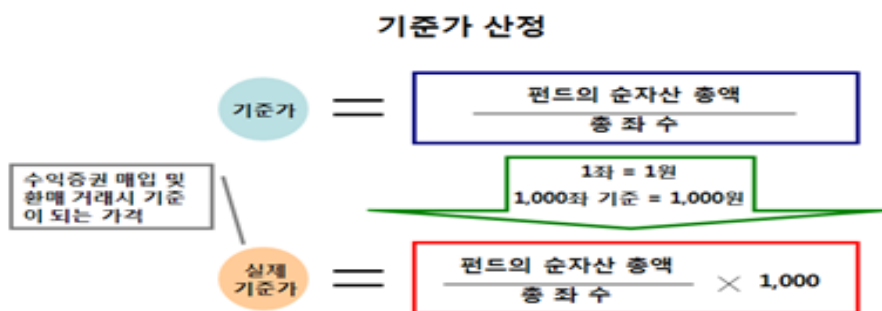 기준가 산정
기준가
펀드의 순자산 총액
총 좌 수
1좌 = 1원
1,000좌 기준 = 1,000원
수익증권 매입 및
환매 거래시 기준
이 되는 가격
실제
기준가
펀드의 순자산 총액
총 좌 수
× 1,000